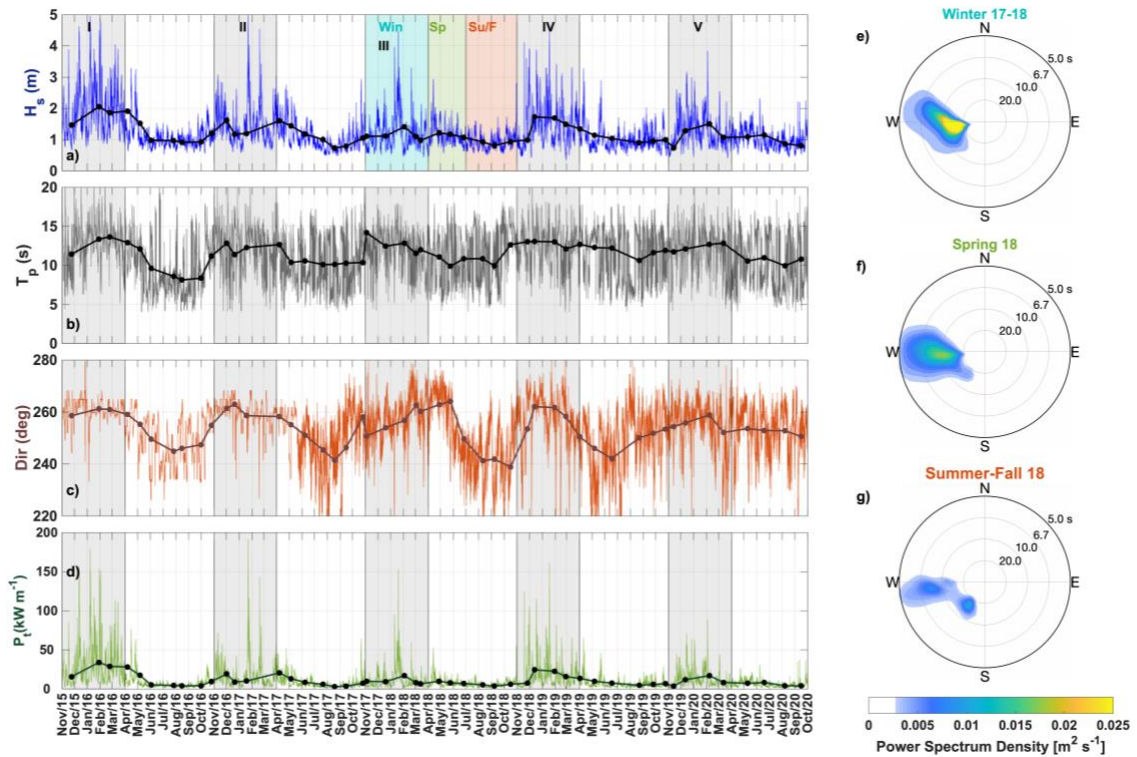 I II Win III Sp Su/F IV V
5
4
3
2
1
0
H_s (m)
a)
20
15
10
5
0
T_p (s)
b)
280
260
240
220
Dir (deg)
c)
200
150
100
50
0
P_t(kW m⁻¹)
d)
Nov/15 Dec/15 Jan/16 Feb/16 Mar/16 Apr/16 May/16 Jun/16 Jul/16 Aug/16 Sep/16 Oct/16 Nov/16 Dec/16 Jan/17 Feb/17 Mar/17 Apr/17 May/17 Jun/17 Jul/17 Aug/17 Sep/17 Oct/17 Nov/17 Dec/17 Jan/18 Feb/18 Mar/18 Apr/18 May/18 Jun/18 Jul/18 Aug/18 Sep/18 Oct/18 Nov/18 Dec/18 Jan/19 Feb/19 Mar/19 Apr/19 May/19 Jun/19 Jul/19 Aug/19 Sep/19 Oct/19 Nov/19 Dec/19 Jan/20 Feb/20 Mar/20 Apr/20 May/20 Jun/20 Jul/20 Aug/20 Sep/20 Oct/20
Winter 17-18
e)
N
5.0 s
6.7
10.0
20.0
W E
S
Spring 18
f)
N
5.0 s
6.7
10.0
20.0
W E
S
Summer-Fall 18
g)
N
5.0 s
6.7
10.0
20.0
W E
S
0 0.005 0.01 0.015 0.02 0.025
Power Spectrum Density [m² s⁻¹]